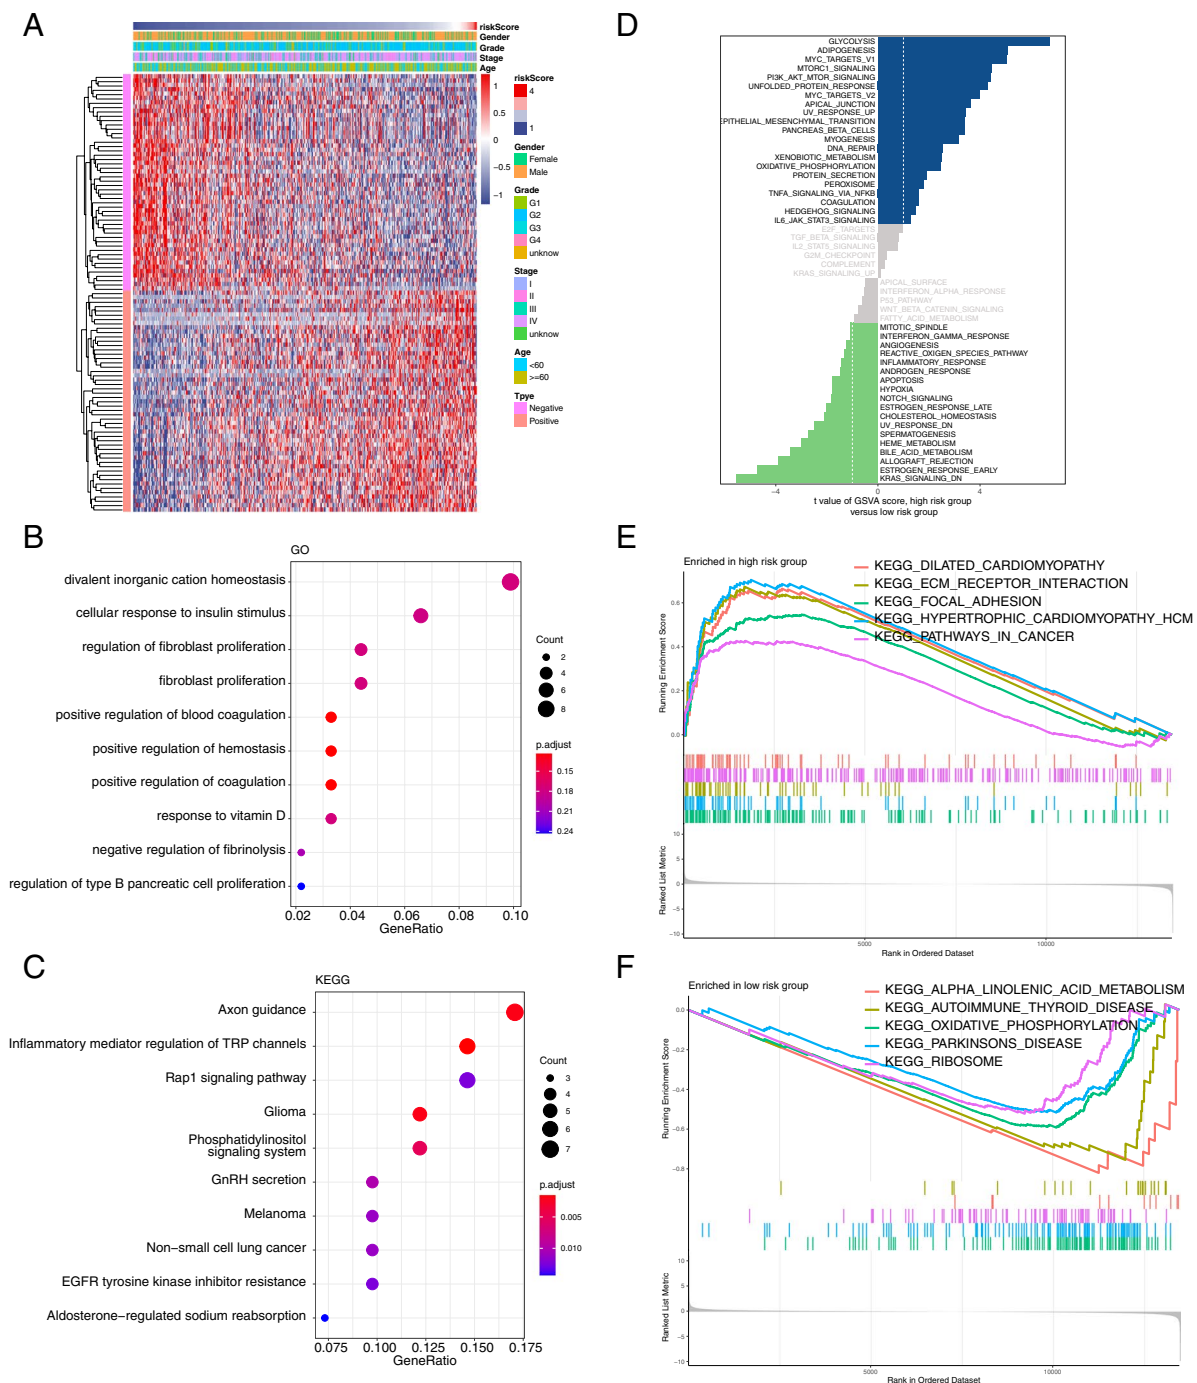 A
riskScore
Gender
Grade
Stage
Age
1
0.5
0
−0.5
−1
riskScore
4
1
Gender
Female
Male
Grade
G1
G2
G3
G4
unknow
Stage
I
II
III
IV
unknow
Age
<60
>=60
Tpye
Negative
Positive
B
GO
divalent inorganic cation homeostasis
cellular response to insulin stimulus
regulation of fibroblast proliferation
fibroblast proliferation
positive regulation of blood coagulation
positive regulation of hemostasis
positive regulation of coagulation
response to vitamin D
negative regulation of fibrinolysis
regulation of type B pancreatic cell proliferation
0.02
0.04
0.06
0.08
0.10
GeneRatio
Count
2
4
6
8
p.adjust
0.15
0.18
0.21
0.24
C
KEGG
Axon guidance
Inflammatory mediator regulation of TRP channels
Rap1 signaling pathway
Glioma
Phosphatidylinositol
signaling system
GnRH secretion
Melanoma
Non−small cell lung cancer
EGFR tyrosine kinase inhibitor resistance
Aldosterone−regulated sodium reabsorption
0.075
0.100
0.125
0.150
0.175
GeneRatio
Count
3
4
5
6
7
p.adjust
0.005
0.010
D
GLYCOLYSIS
ADIPOGENESIS
MYC_TARGETS_V1
MTORC1_SIGNALING
PI3K_AKT_MTOR_SIGNALING
UNFOLDED_PROTEIN_RESPONSE
MYC_TARGETS_V2
APICAL_JUNCTION
UV_RESPONSE_UP
EPITHELIAL_MESENCHYMAL_TRANSITION
PANCREAS_BETA_CELLS
MYOGENESIS
DNA_REPAIR
XENOBIOTIC_METABOLISM
OXIDATIVE_PHOSPHORYLATION
PROTEIN_SECRETION
PEROXISOME
TNFA_SIGNALING_VIA_NFKB
COAGULATION
HEDGEHOG_SIGNALING
IL6_JAK_STAT3_SIGNALING
E2F_TARGETS
TGF_BETA_SIGNALING
IL2_STAT5_SIGNALING
G2M_CHECKPOINT
COMPLEMENT
KRAS_SIGNALING_UP
APICAL_SURFACE
INTERFERON_ALPHA_RESPONSE
P53_PATHWAY
WNT_BETA_CATENIN_SIGNALING
FATTY_ACID_METABOLISM
MITOTIC_SPINDLE
INTERFERON_GAMMA_RESPONSE
ANGIOGENESIS
REACTIVE_OXIGEN_SPECIES_PATHWAY
INFLAMMATORY_RESPONSE
ANDROGEN_RESPONSE
APOPTOSIS
HYPOXIA
NOTCH_SIGNALING
ESTROGEN_RESPONSE_LATE
CHOLESTEROL_HOMEOSTASIS
UV_RESPONSE_DN
SPERMATOGENESIS
HEME_METABOLISM
BILE_ACID_METABOLISM
ALLOGRAFT_REJECTION
ESTROGEN_RESPONSE_EARLY
KRAS_SIGNALING_DN
−4
0
4
t value of GSVA score, high risk group
versus low risk group
E
Enriched in high risk group
KEGG_DILATED_CARDIOMYOPATHY
KEGG_ECM_RECEPTOR_INTERACTION
KEGG_FOCAL_ADHESION
KEGG_HYPERTROPHIC_CARDIOMYOPATHY_HCM
KEGG_PATHWAYS_IN_CANCER
Running Enrichment Score
0.6
0.4
0.2
0.0
Ranked List Metric
10
5
0
−5
−10
5000
10000
Rank in Ordered Dataset
F
Enriched in low risk group
KEGG_ALPHA_LINOLENIC_ACID_METABOLISM
KEGG_AUTOIMMUNE_THYROID_DISEASE
KEGG_OXIDATIVE_PHOSPHORYLATION
KEGG_PARKINSONS_DISEASE
KEGG_RIBOSOME
Running Enrichment Score
0.0
−0.2
−0.4
−0.6
−0.8
Ranked List Metric
10
5
0
−5
−10
5000
10000
Rank in Ordered Dataset